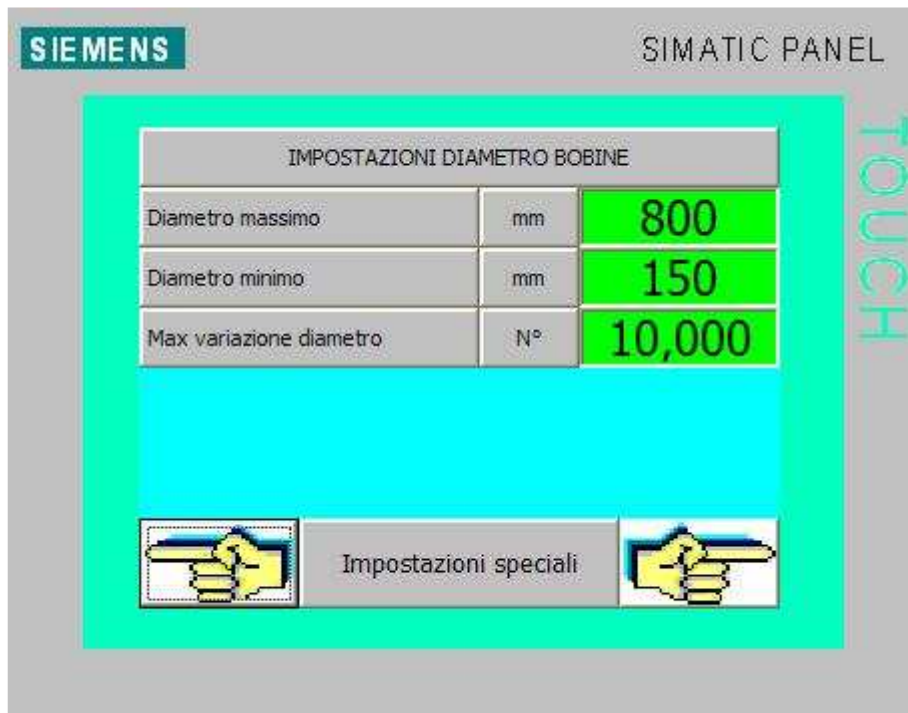 SIEMENS
SIMATIC PANEL
TOUCH
IMPOSTAZIONI DIAMETRO BOBINE
Diametro massimo mm 800
Diametro minimo mm 150
Max variazione diametro N° 10,000
Impostazioni speciali